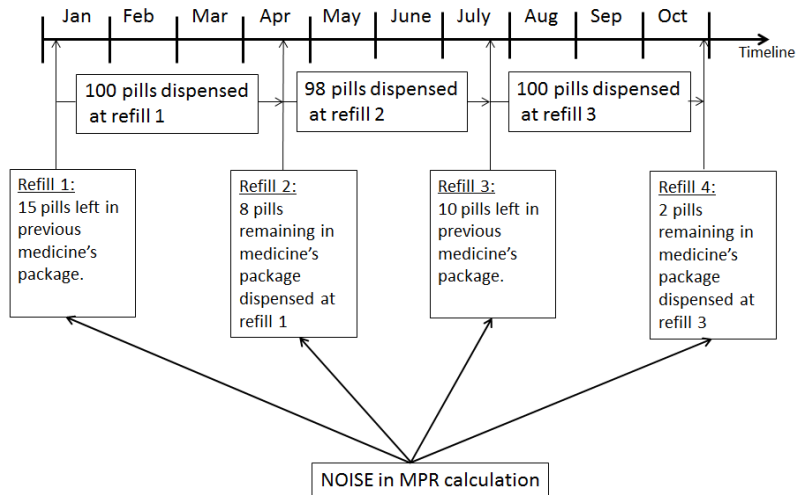 Jan Feb Mar Apr May June July Aug Sep Oct
Timeline
100 pills dispensed
at refill 1
98 pills dispensed
at refill 2
100 pills dispensed
at refill 3
Refill 1:
15 pills left in
previous
medicine's
package.
Refill 2:
8 pills
remaining in
medicine's
package
dispensed at
refill 1
Refill 3:
10 pills left in
previous
medicine's
package.
Refill 4:
2 pills
remaining in
medicine's
package
dispensed at
refill 3
NOISE in MPR calculation